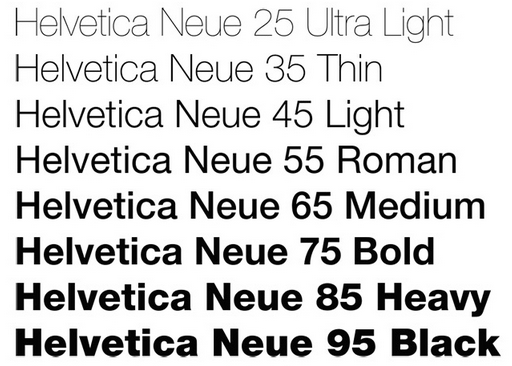 Helvetica Neue 25 Ultra Light
Helvetica Neue 35 Thin
Helvetica Neue 45 Light
Helvetica Neue 55 Roman
Helvetica Neue 65 Medium
Helvetica Neue 75 Bold
Helvetica Neue 85 Heavy
Helvetica Neue 95 Black